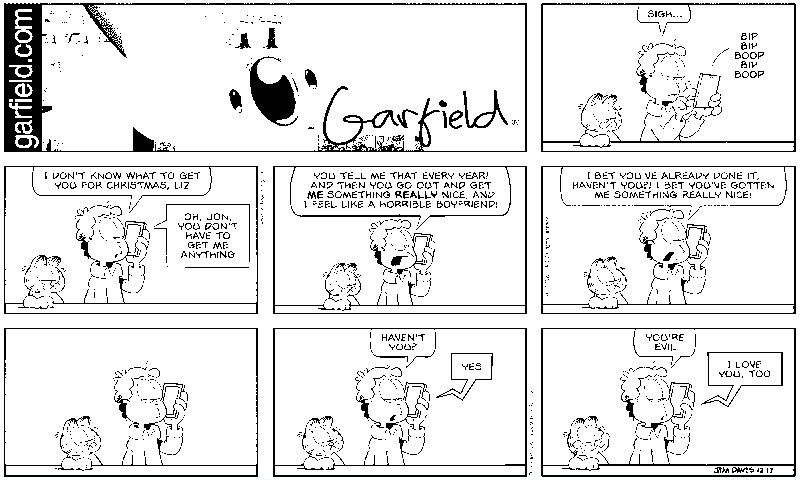 garfield.com
Garfield
SIGH...
BIP
BIP
BOOP
BIP
BOOP
I DON'T KNOW WHAT TO GET
YOU FOR CHRISTMAS, LIZ
OH, JON,
YOU DON'T
HAVE TO
GET ME
ANYTHING
YOU TELL ME THAT EVERY YEAR!
AND THEN YOU GO OUT AND GET
ME SOMETHING REALLY NICE, AND
I FEEL LIKE A HORRIBLE BOYFRIEND!
I BET YOU'VE ALREADY DONE IT,
HAVEN'T YOU?! I BET YOU'VE GOTTEN
ME SOMETHING REALLY NICE!
HAVEN'T
YOU?
YES
YOU'RE
EVIL
I LOVE
YOU, TOO
JIM DAVIS 12.17